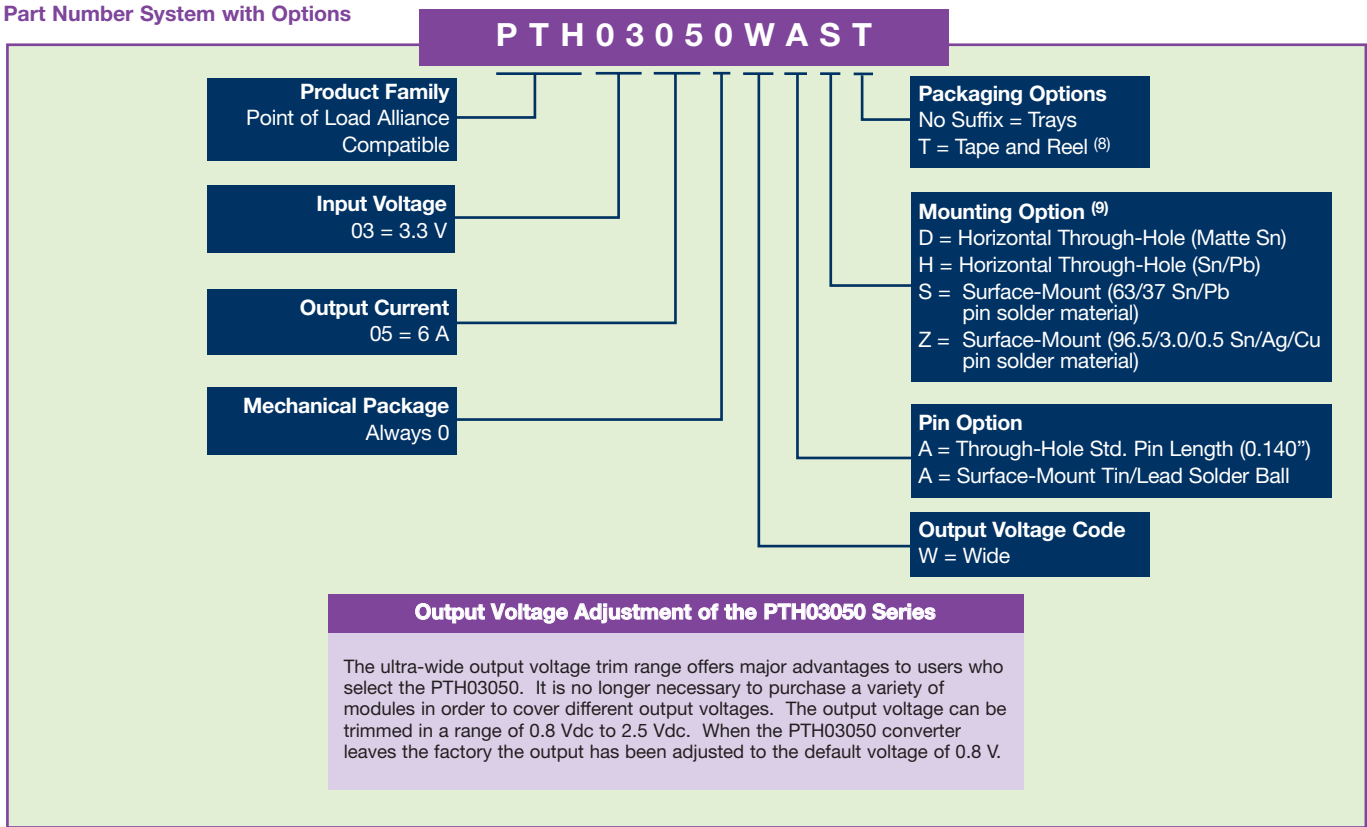 Part Number System with Options
PTH03050WAST
Product Family
Point of Load Alliance
Compatible
Input Voltage
03 = 3.3 V
Output Current
05 = 6 A
Mechanical Package
Always 0
Packaging Options
No Suffix = Trays
T = Tape and Reel (8)
Mounting Option (9)
D = Horizontal Through-Hole (Matte Sn)
H = Horizontal Through-Hole (Sn/Pb)
S = Surface-Mount (63/37 Sn/Pb
pin solder material)
Z = Surface-Mount (96.5/3.0/0.5 Sn/Ag/Cu
pin solder material)
Pin Option
A = Through-Hole Std. Pin Length (0.140”)
A = Surface-Mount Tin/Lead Solder Ball
Output Voltage Code
W = Wide
Output Voltage Adjustment of the PTH03050 Series
The ultra-wide output voltage trim range offers major advantages to users who
select the PTH03050. It is no longer necessary to purchase a variety of
modules in order to cover different output voltages. The output voltage can be
trimmed in a range of 0.8 Vdc to 2.5 Vdc. When the PTH03050 converter
leaves the factory the output has been adjusted to the default voltage of 0.8 V.